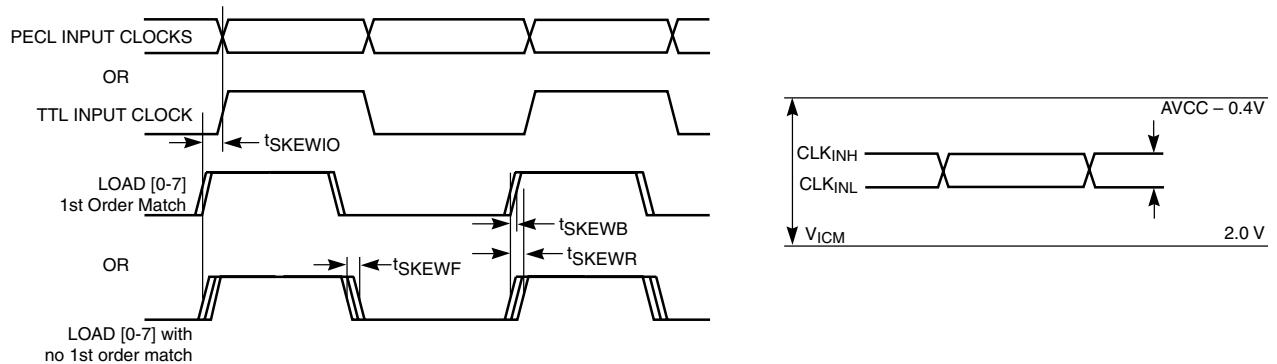 PECL INPUT CLOCKS
OR
TTL INPUT CLOCK
tSKEWIO
LOAD [0-7]
1st Order Match
tSKEWB
OR
tSKEWF
tSKEWR
LOAD [0-7] with
no 1st order match
AVCC – 0.4V
CLKINH
CLKINL
VICM
2.0 V